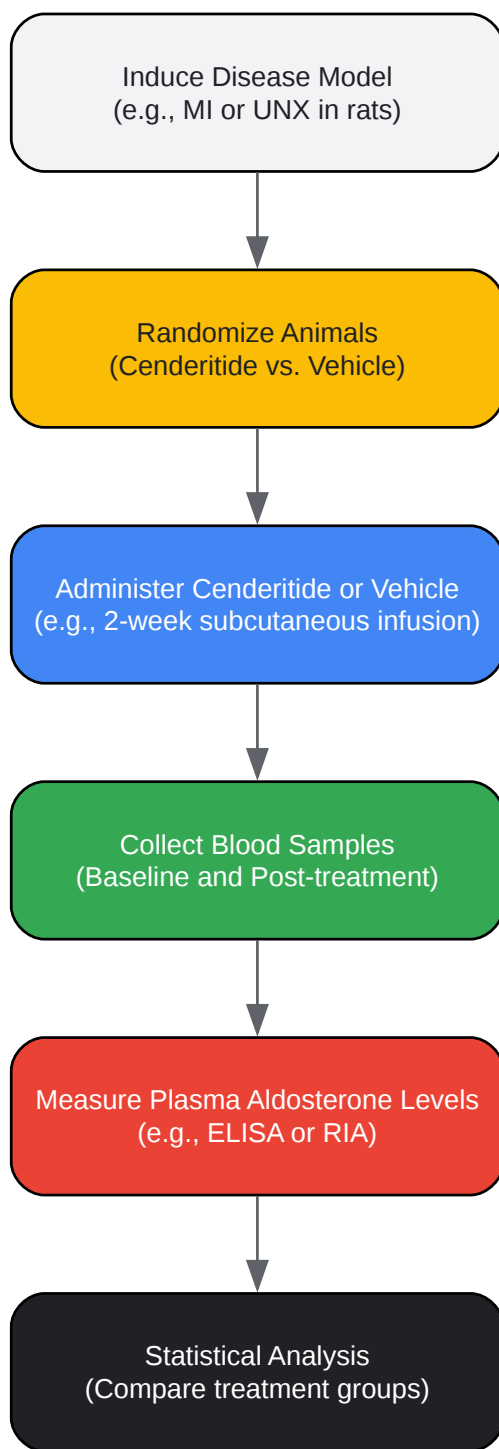 Induce Disease Model
(e.g., MI or UNX in rats)
Randomize Animals
(Cenderitide vs. Vehicle)
Administer Cenderitide or Vehicle
(e.g., 2-week subcutaneous infusion)
Collect Blood Samples
(Baseline and Post-treatment)
Measure Plasma Aldosterone Levels
(e.g., ELISA or RIA)
Statistical Analysis
(Compare treatment groups)